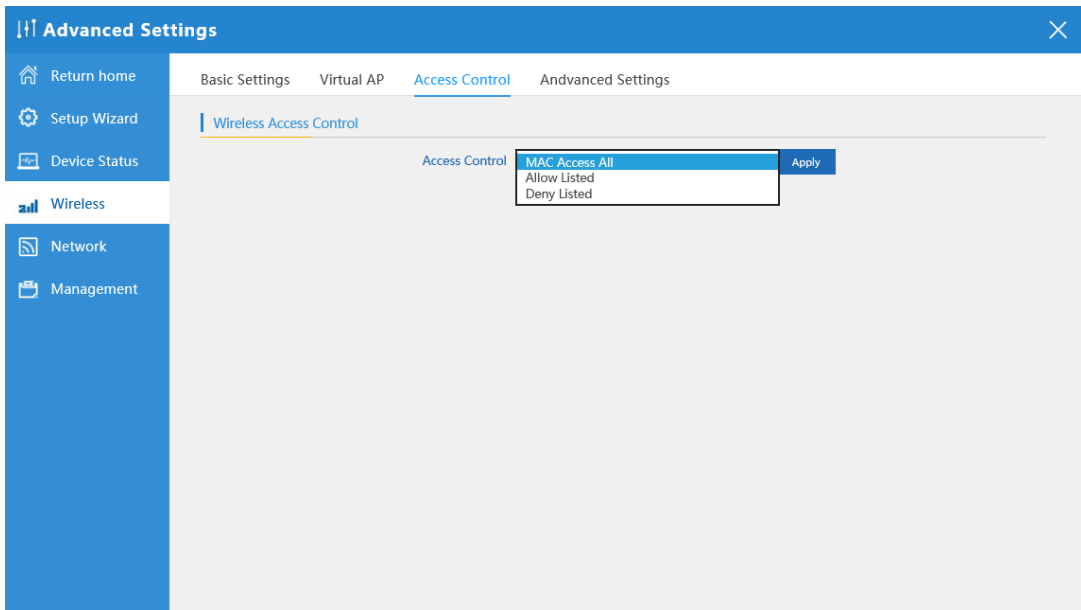 Advanced Settings
Return home
Setup Wizard
Device Status
Wireless
Network
Management
Basic Settings Virtual AP Access Control Andvanced Settings
Wireless Access Control
Access Control MAC Access All Apply
Allow Listed
Deny Listed